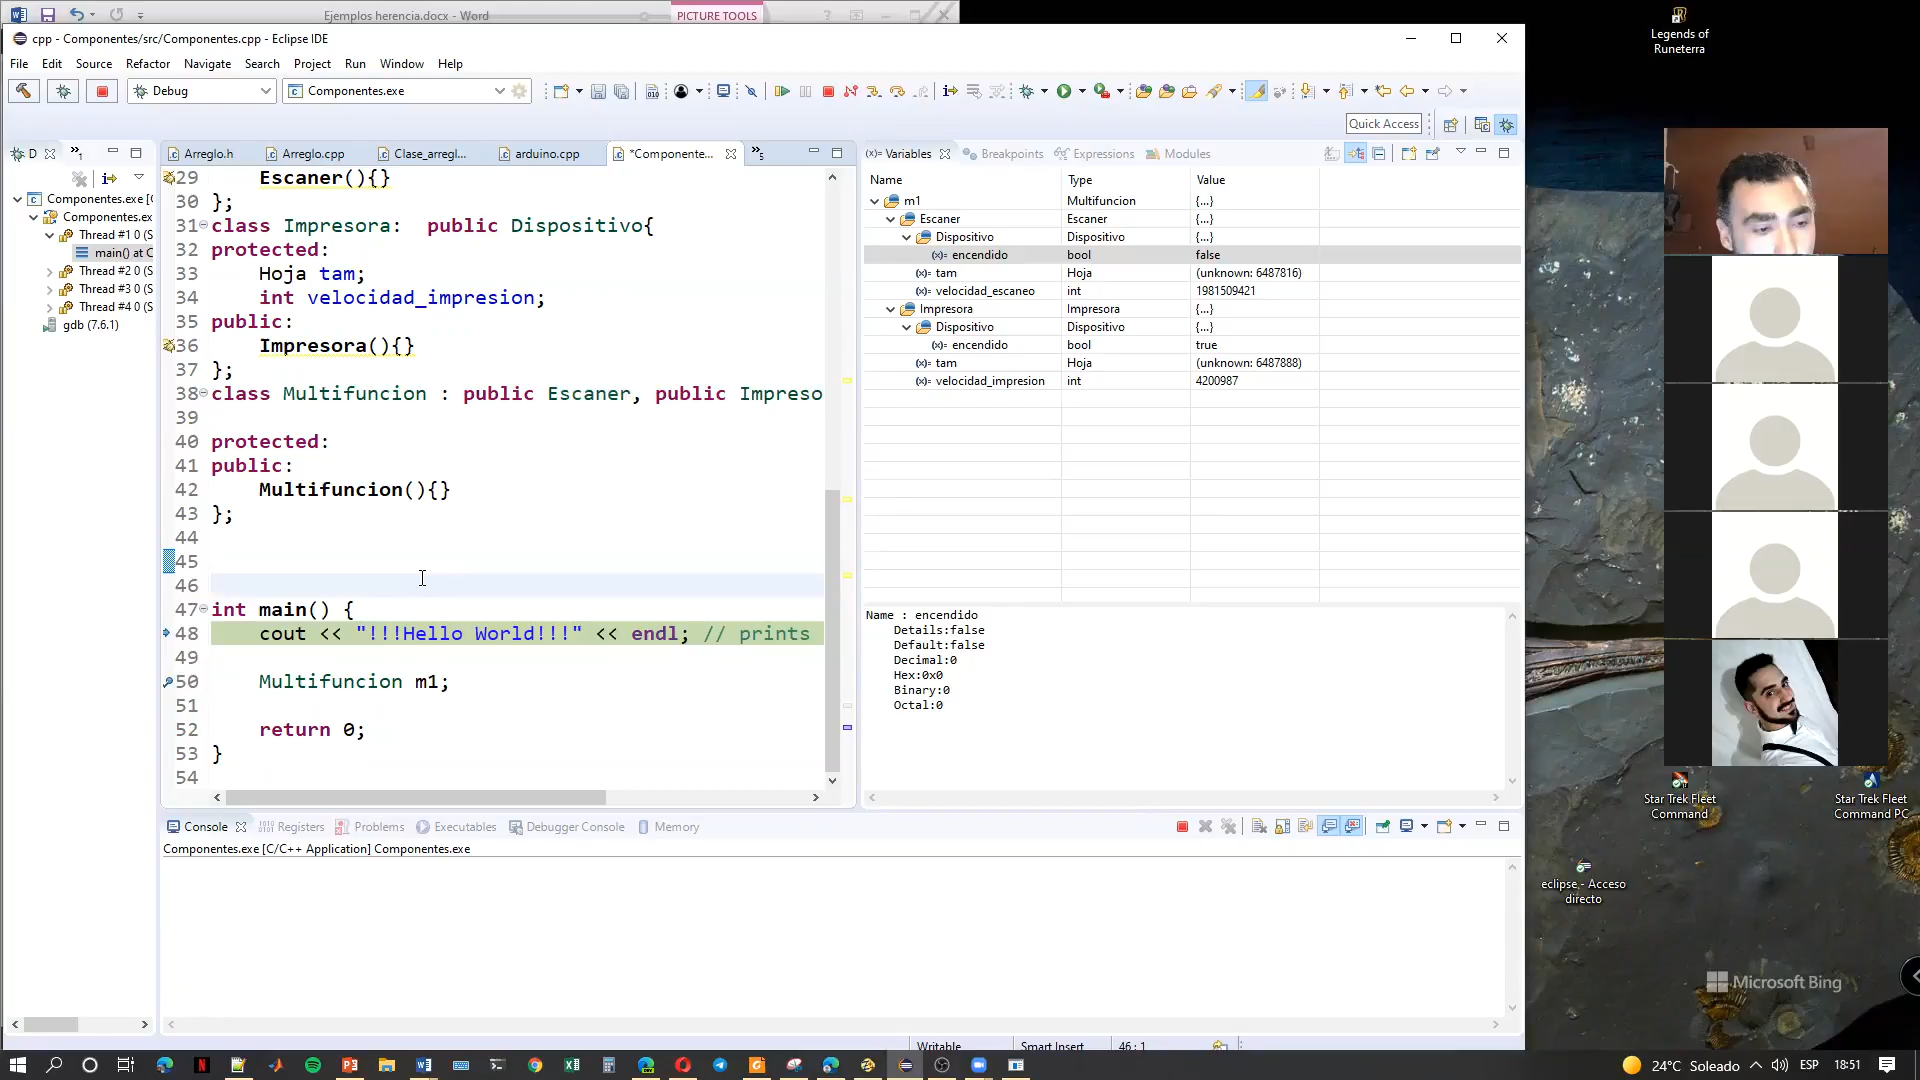 Ejemplos herencia.docx - Word
PICTURE TOOLS
cpp - Componentes/src/Componentes.cpp - Eclipse IDE
File Edit Source Refactor Navigate Search Project Run Window Help
Debug
Componentes.exe
Quick Access
D
»1
Componentes.exe [C
Componentes.ex
Thread #1 0 (S
main() at C
Thread #2 0 (S
Thread #3 0 (S
Thread #4 0 (S
gdb (7.6.1)
Arreglo.h
Arreglo.cpp
Clase_arregl...
arduino.cpp
*Componente...
»5
29 Escaner(){}
30 };
31 class Impresora: public Dispositivo{
32 protected:
33 Hoja tam;
34 int velocidad_impresion;
35 public:
36 Impresora(){}
37 };
38 class Multifuncion : public Escaner, public Impreso
39
40 protected:
41 public:
42 Multifuncion(){}
43 };
44
45
46
47 int main() {
48 cout << "!!!Hello World!!!" << endl; // prints
49
50 Multifuncion m1;
51
52 return 0;
53 }
54
(x)= Variables Breakpoints Expressions Modules
Name Type Value
m1 Multifuncion {...}
Escaner Escaner {...}
Dispositivo Dispositivo {...}
(x)= encendido bool false
(x)= tam Hoja (unknown: 6487816)
(x)= velocidad_escaneo int 1981509421
Impresora Impresora {...}
Dispositivo Dispositivo {...}
(x)= encendido bool true
(x)= tam Hoja (unknown: 6487888)
(x)= velocidad_impresion int 4200987
Name : encendido
Details:false
Default:false
Decimal:0
Hex:0x0
Binary:0
Octal:0
Console Registers Problems Executables Debugger Console Memory
Componentes.exe [C/C++ Application] Componentes.exe
Writable Smart Insert 46 : 1
Legends of
Runeterra
Star Trek Fleet
Command
Star Trek Fleet
Command PC
eclipse - Acceso
directo
Microsoft Bing
24°C Soleado
ESP
18:51